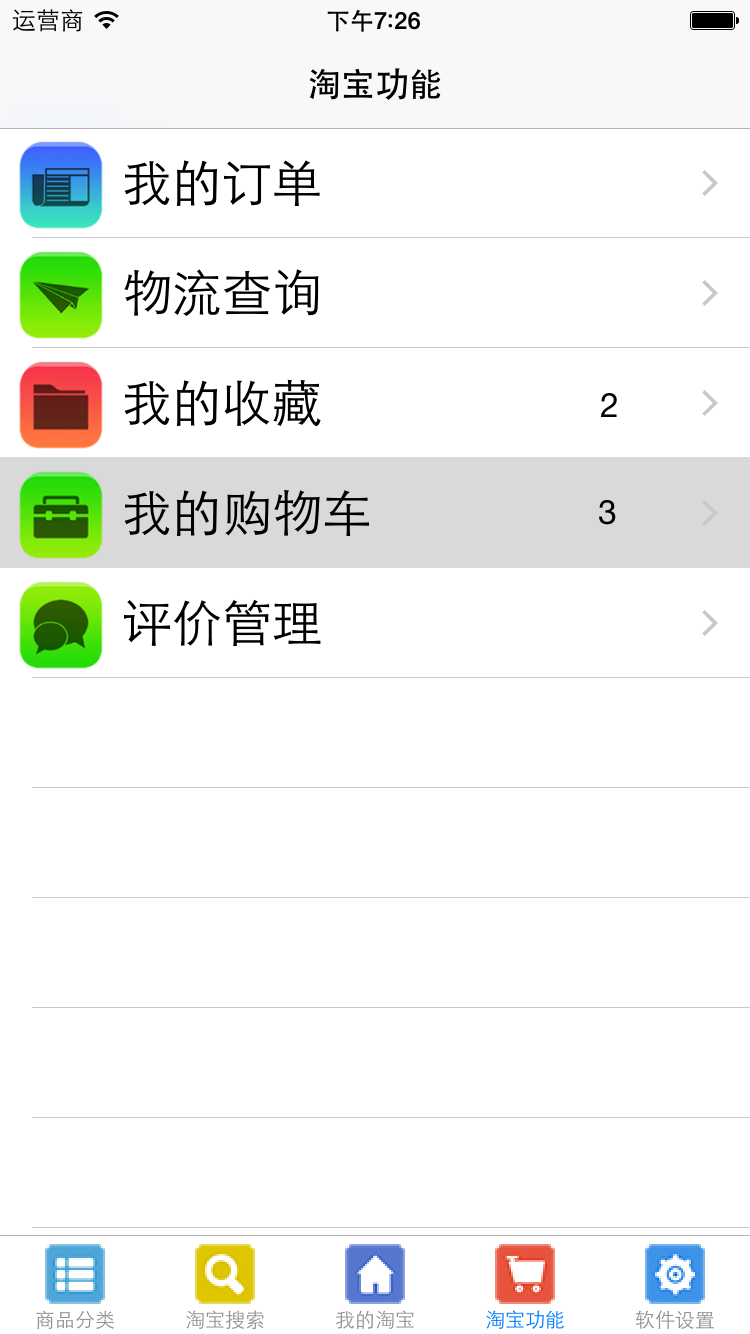 运营商 下午7:26
淘宝功能
我的订单
物流查询
我的收藏 2
我的购物车 3
评价管理
商品分类 淘宝搜索 我的淘宝 淘宝功能 软件设置